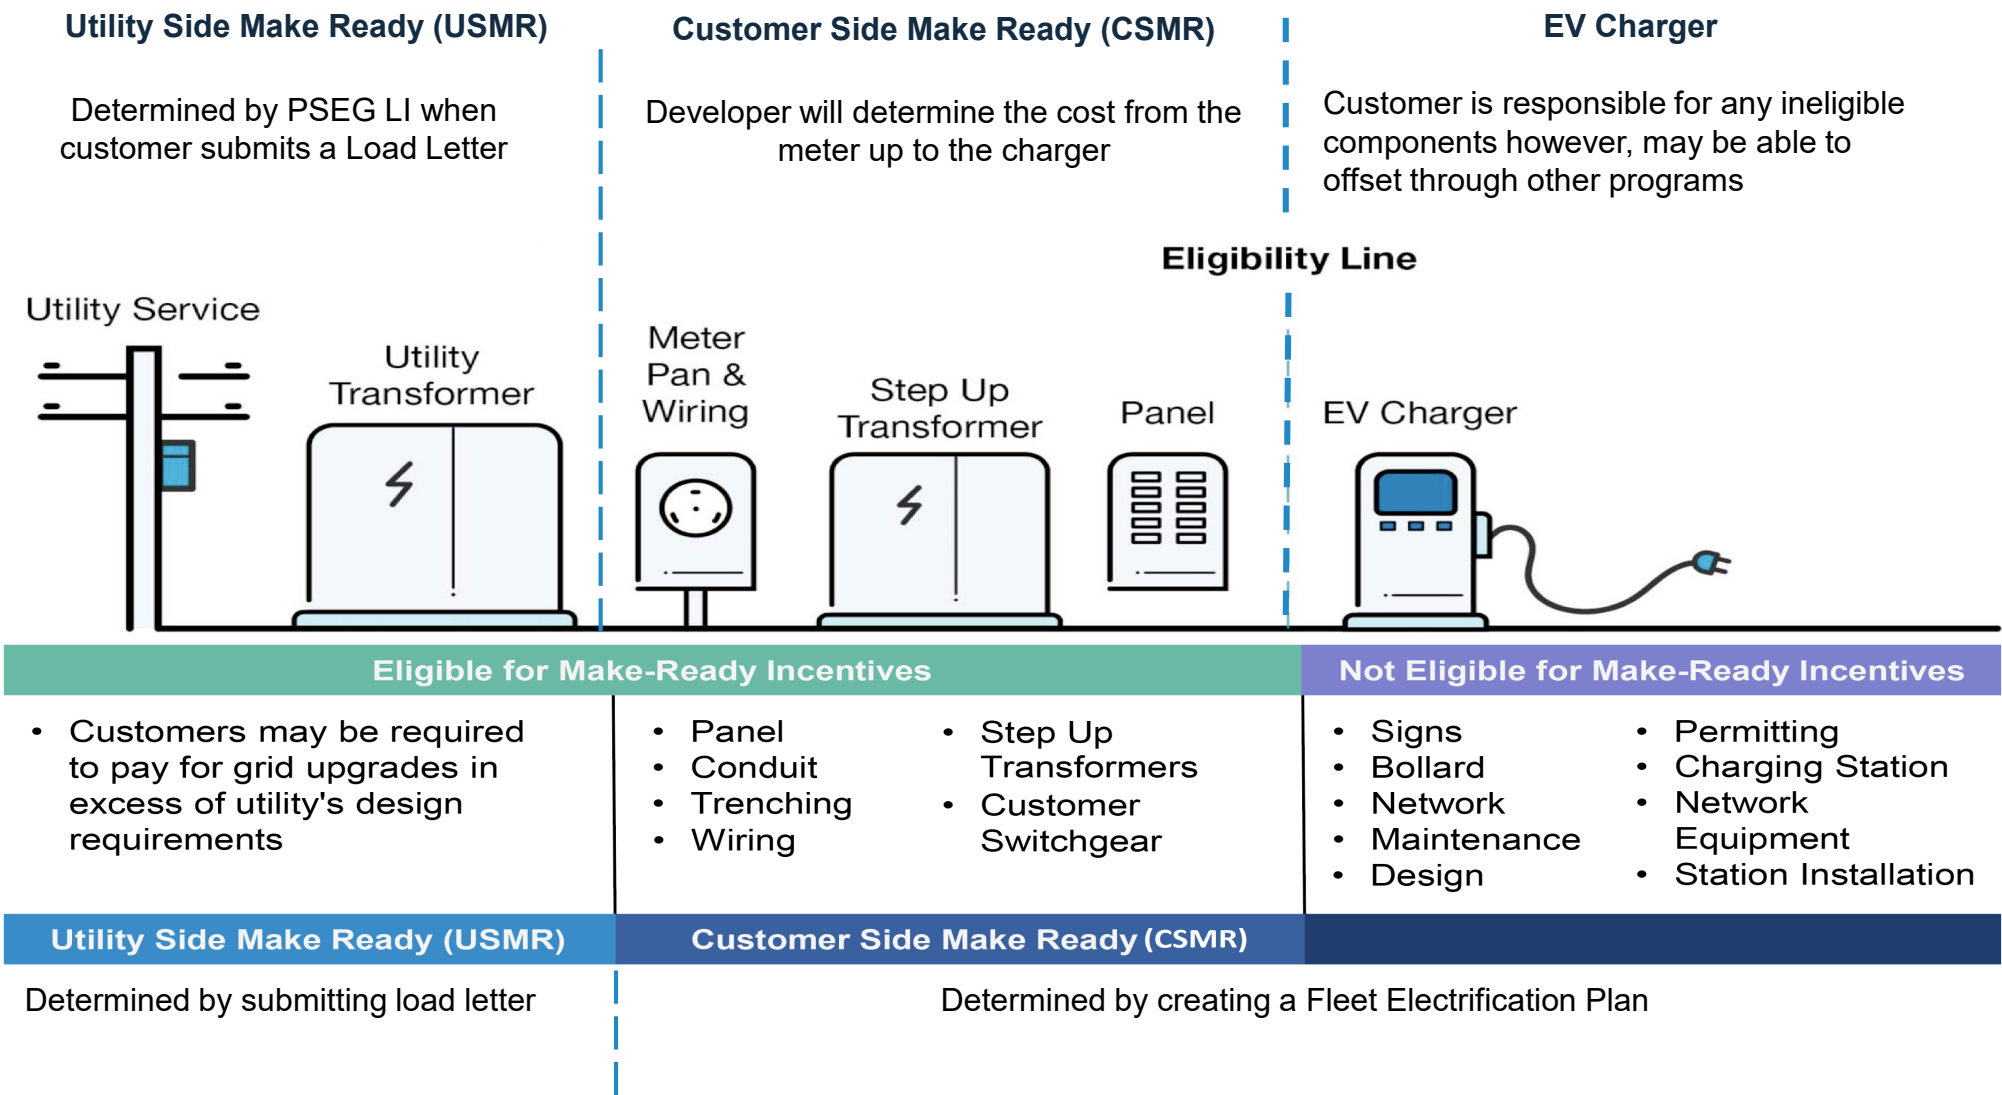 Utility Side Make Ready (USMR)
Determined by PSEG LI when
customer submits a Load Letter
Customer Side Make Ready (CSMR)
Developer will determine the cost from the
meter up to the charger
EV Charger
Customer is responsible for any ineligible
components however, may be able to
offset through other programs
Eligibility Line
Utility Service
Utility
Transformer
Meter
Pan &
Wiring
Step Up
Transformer
Panel
EV Charger
Eligible for Make-Ready Incentives
Not Eligible for Make-Ready Incentives
• Customers may be required
to pay for grid upgrades in
excess of utility's design
requirements
• Panel
• Conduit
• Trenching
• Wiring
• Step Up
Transformers
• Customer
Switchgear
• Signs
• Bollard
• Network
• Maintenance
• Design
• Permitting
• Charging Station
• Network
Equipment
• Station Installation
Utility Side Make Ready (USMR)
Customer Side Make Ready (CSMR)
Determined by submitting load letter
Determined by creating a Fleet Electrification Plan